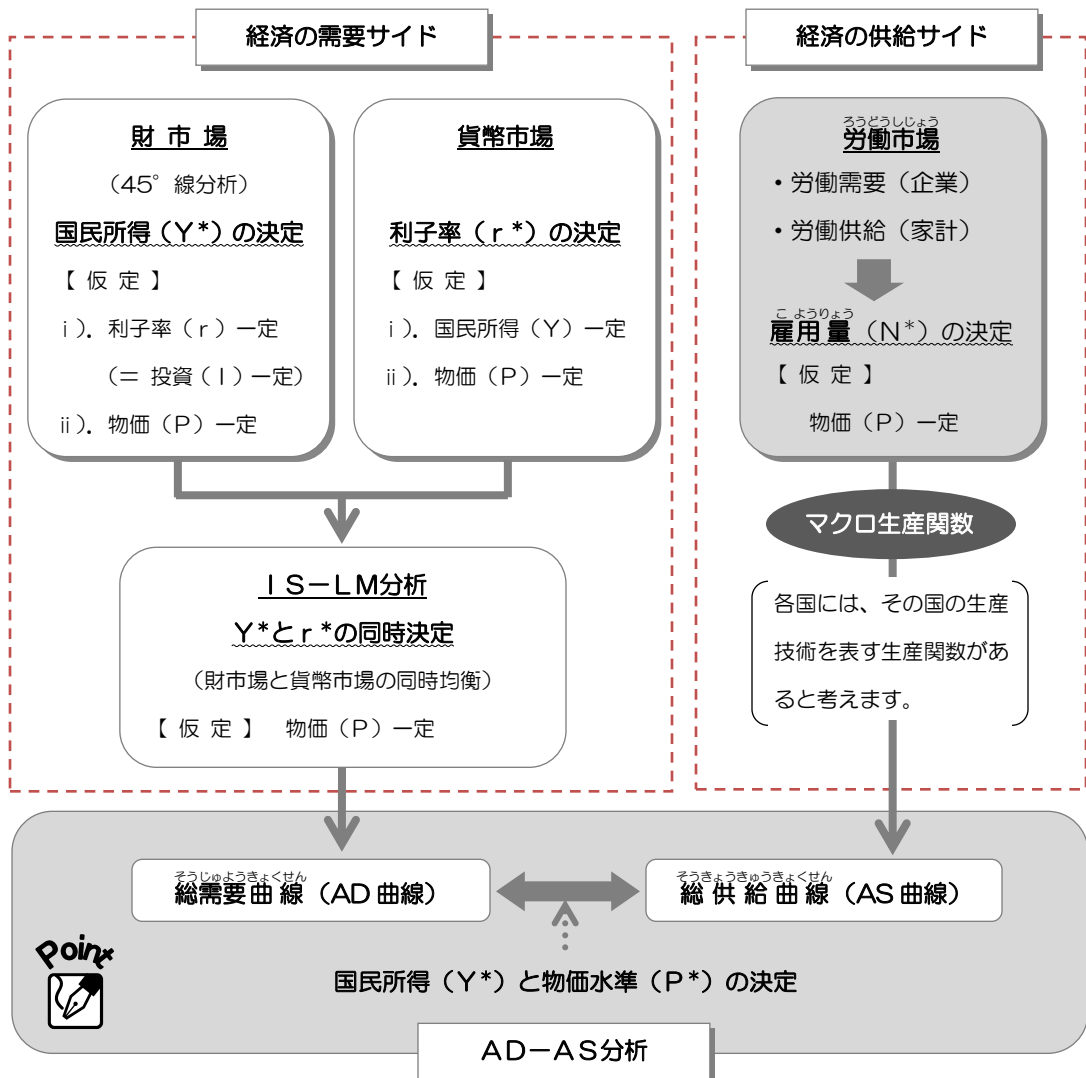 経済の需要サイド
財 市 場
(45°線分析)
国民所得(Y*)の決定
【 仮 定 】
ⅰ). 利子率(r)一定
(= 投資(I)一定)
ⅱ). 物価(P)一定
貨幣市場
利子率(r*)の決定
【 仮 定 】
ⅰ). 国民所得(Y)一定
ⅱ). 物価(P)一定
IS-LM分析
Y*とr*の同時決定
(財市場と貨幣市場の同時均衡)
【 仮 定 】 物価(P)一定
経済の供給サイド
ろうどうしじょう
労働市場
・労働需要(企業)
・労働供給(家計)
こ ようりょう
雇用量(N*)の決定
【 仮 定 】
物価(P)一定
マクロ生産関数
各国には、その国の生産
技術を表す生産関数があ
ると考えます。
そうじゅようきょくせん
総需要曲線(AD曲線)
そうきょうきゅうきょくせん
総供給曲線(AS曲線)
Point
国民所得(Y*)と物価水準(P*)の決定
AD-AS分析